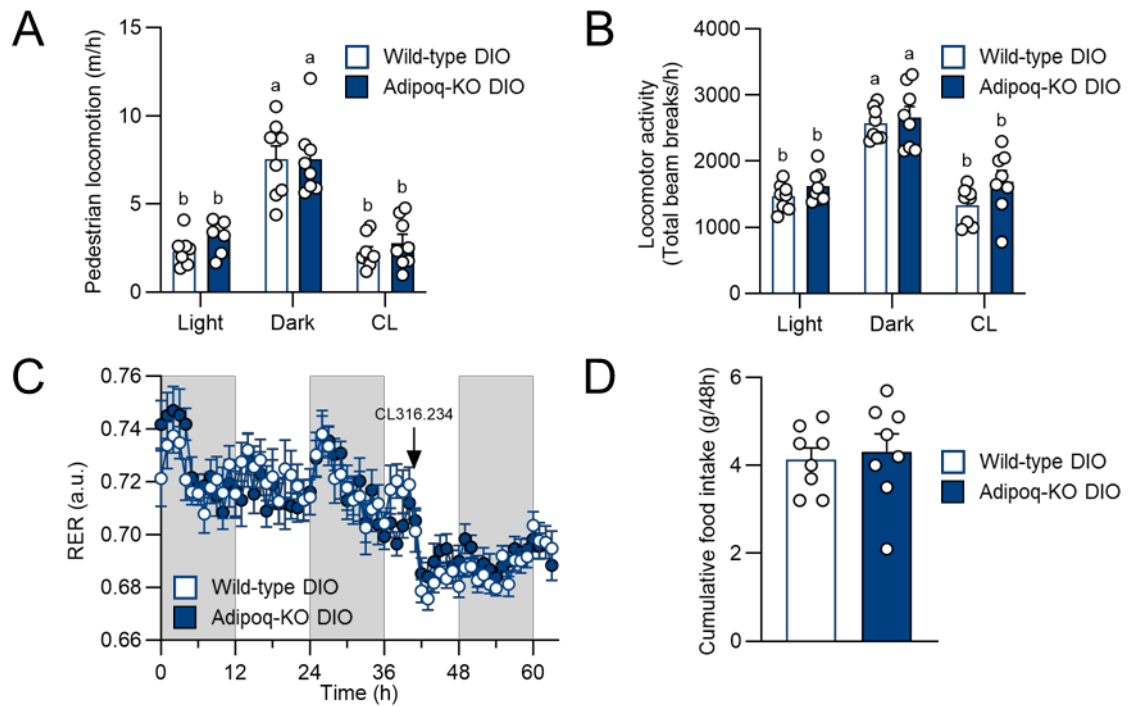 A
Pedestrian locomotion (m/h)
15
10
5
0
a
a
b
b
b
b
Light
Dark
CL
Wild-type DIO
Adipoq-KO DIO
B
Locomotor activity
(Total beam breaks/h)
4000
3000
2000
1000
0
a
a
b
b
b
b
Light
Dark
CL
Wild-type DIO
Adipoq-KO DIO
C
RER (a.u.)
0.76
0.74
0.72
0.70
0.68
0.66
CL316.234
Wild-type DIO
Adipoq-KO DIO
0
12
24
36
48
60
Time (h)
D
Cumulative food intake (g/48h)
6
4
2
0
Wild-type DIO
Adipoq-KO DIO